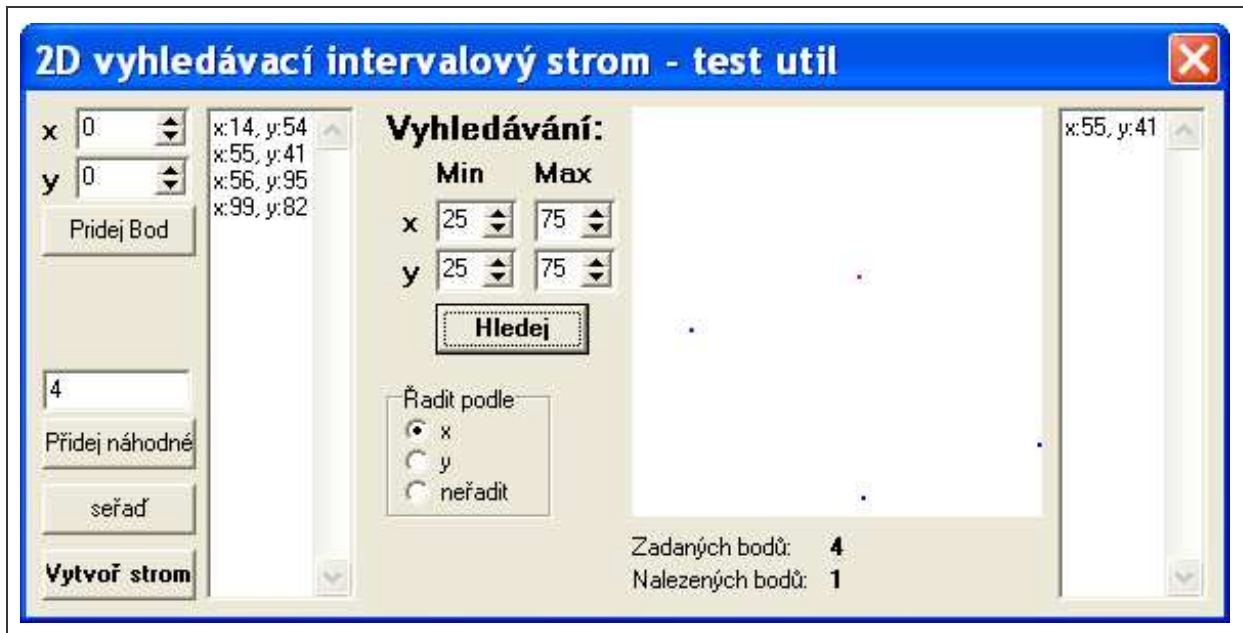 2D vyhledávací intervalový strom - test util
x 0
y 0
Pridej Bod
4
Přidej náhodné
seřaď
Vytvoř strom
x:14, y:54
x:55, y:41
x:56, y:95
x:99, y:82
Vyhledávání:
Min Max
x 25 75
y 25 75
Hledej
Řadit podle
x
y
neřadit
Zadaných bodů: 4
Nalezených bodů: 1
x:55, y:41